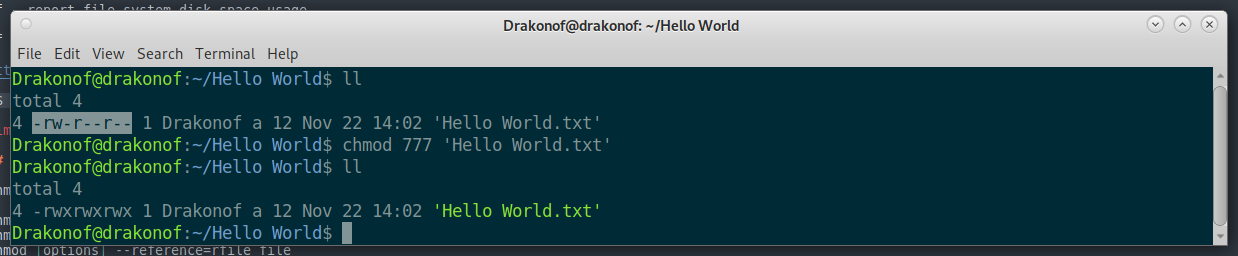 report file system disk space usage
Drakonof@drakonof: ~/Hello World
File Edit View Search Terminal Help
Drakonof@drakonof:~/Hello World$ ll
total 4
4 -rw-r--r-- 1 Drakonof a 12 Nov 22 14:02 'Hello World.txt'
Drakonof@drakonof:~/Hello World$ chmod 777 'Hello World.txt'
Drakonof@drakonof:~/Hello World$ ll
total 4
4 -rwxrwxrwx 1 Drakonof a 12 Nov 22 14:02 'Hello World.txt'
Drakonof@drakonof:~/Hello World$
|options| --reference=rfile file